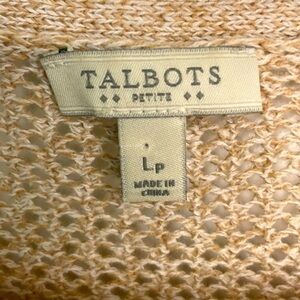 TALBOTS
PETITE
LP
MADE IN
CHINA